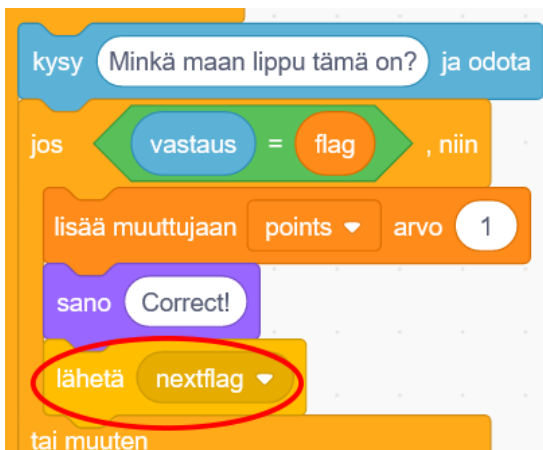 kysy Minkä maan lippu tämä on? ja odota
jos vastaus = flag , niin
lisää muuttujaan points arvo 1
sano Correct!
lähetä nextflag
tai muuten